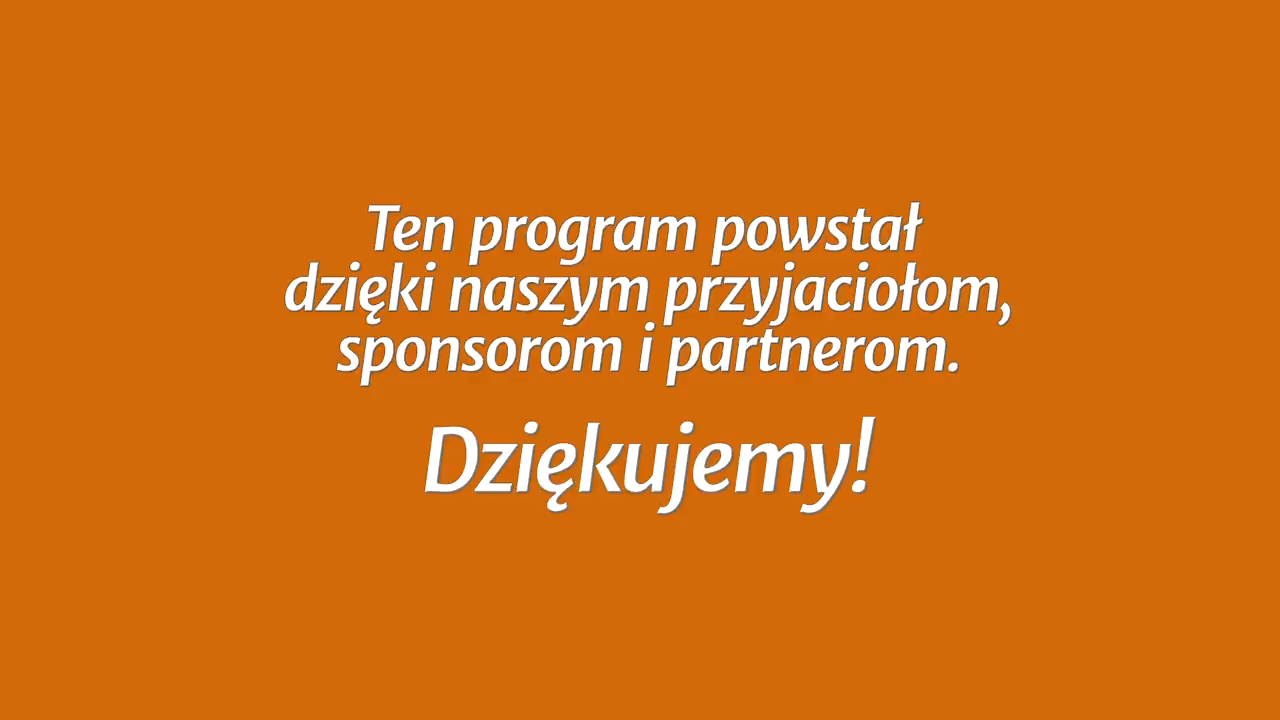 Ten program powstał
dzięki naszym przyjaciołom,
sponsorom i partnerom.
Dziękujemy!